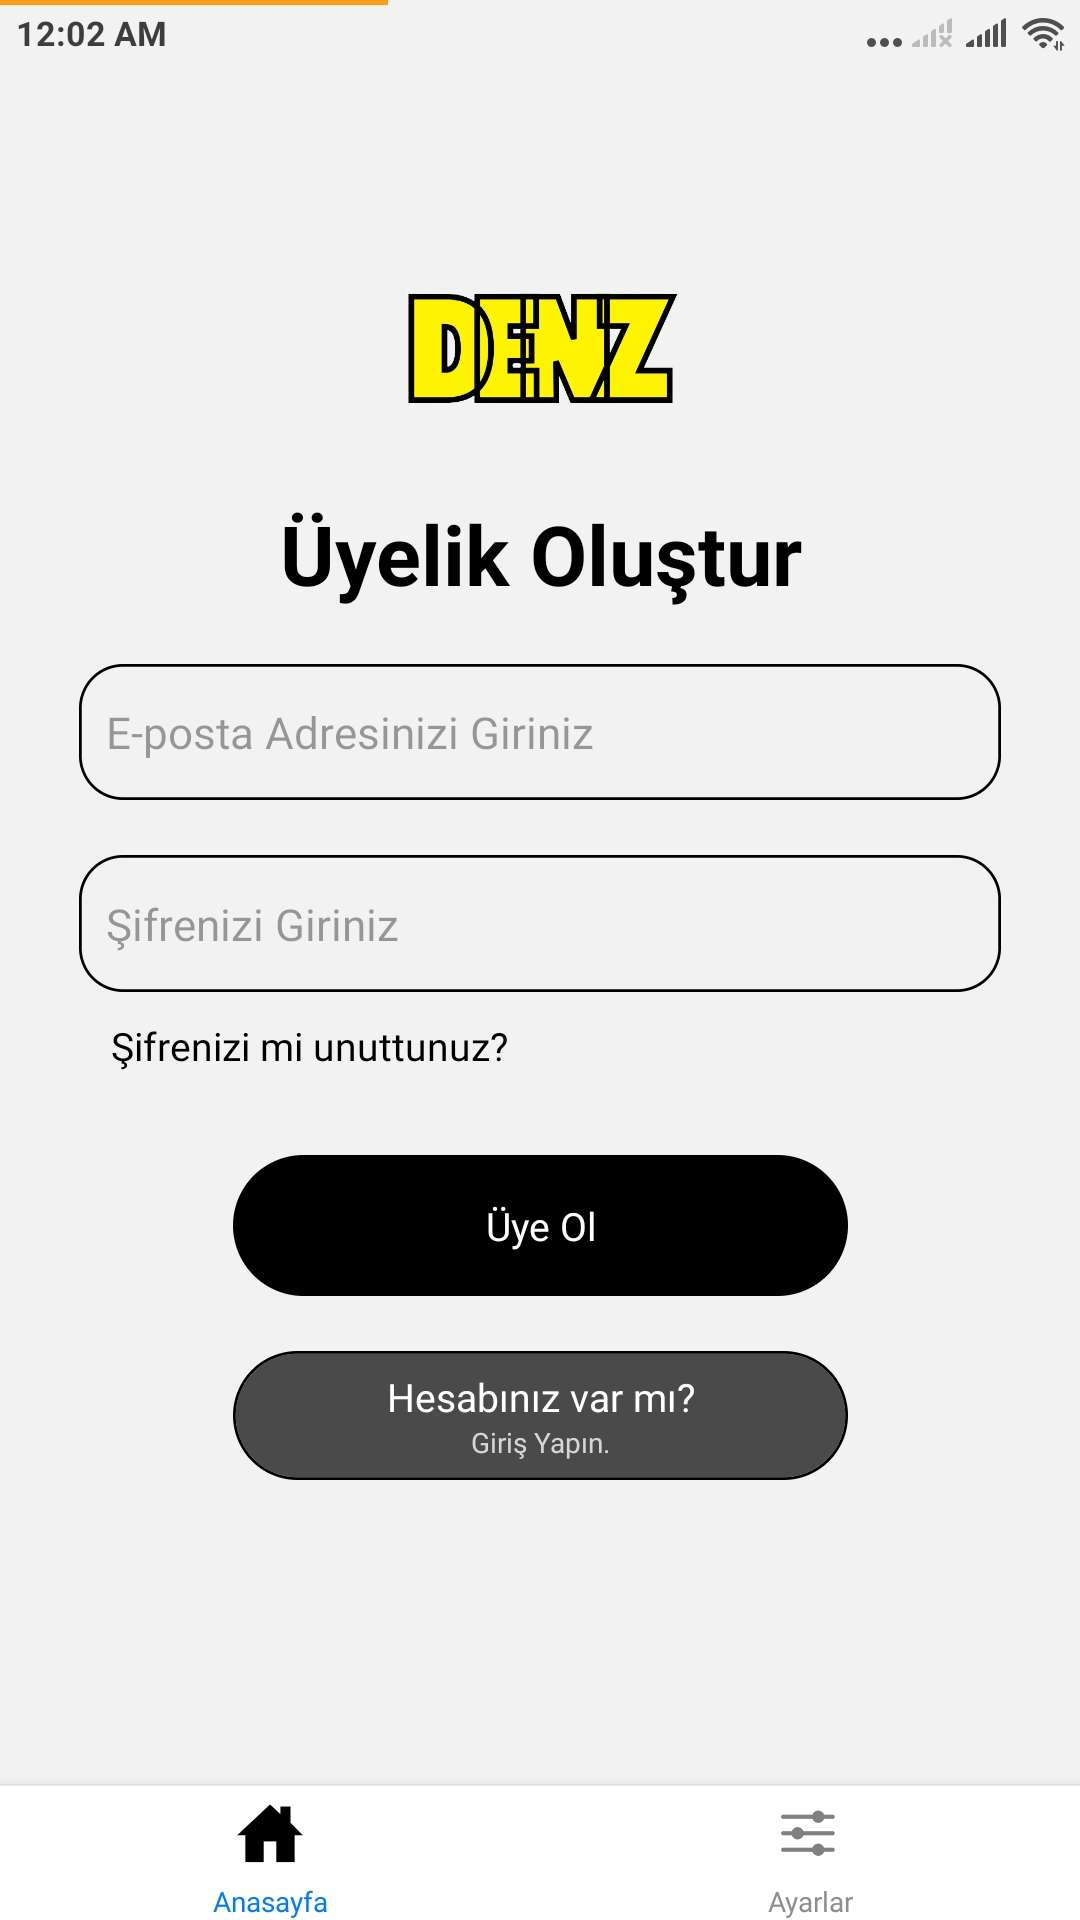 12:02 AM
DENZ
Üyelik Oluştur
E-posta Adresinizi Giriniz
Şifrenizi Giriniz
Şifrenizi mi unuttunuz?
Üye Ol
Hesabınız var mı?
Giriş Yapın.
Anasayfa
Ayarlar